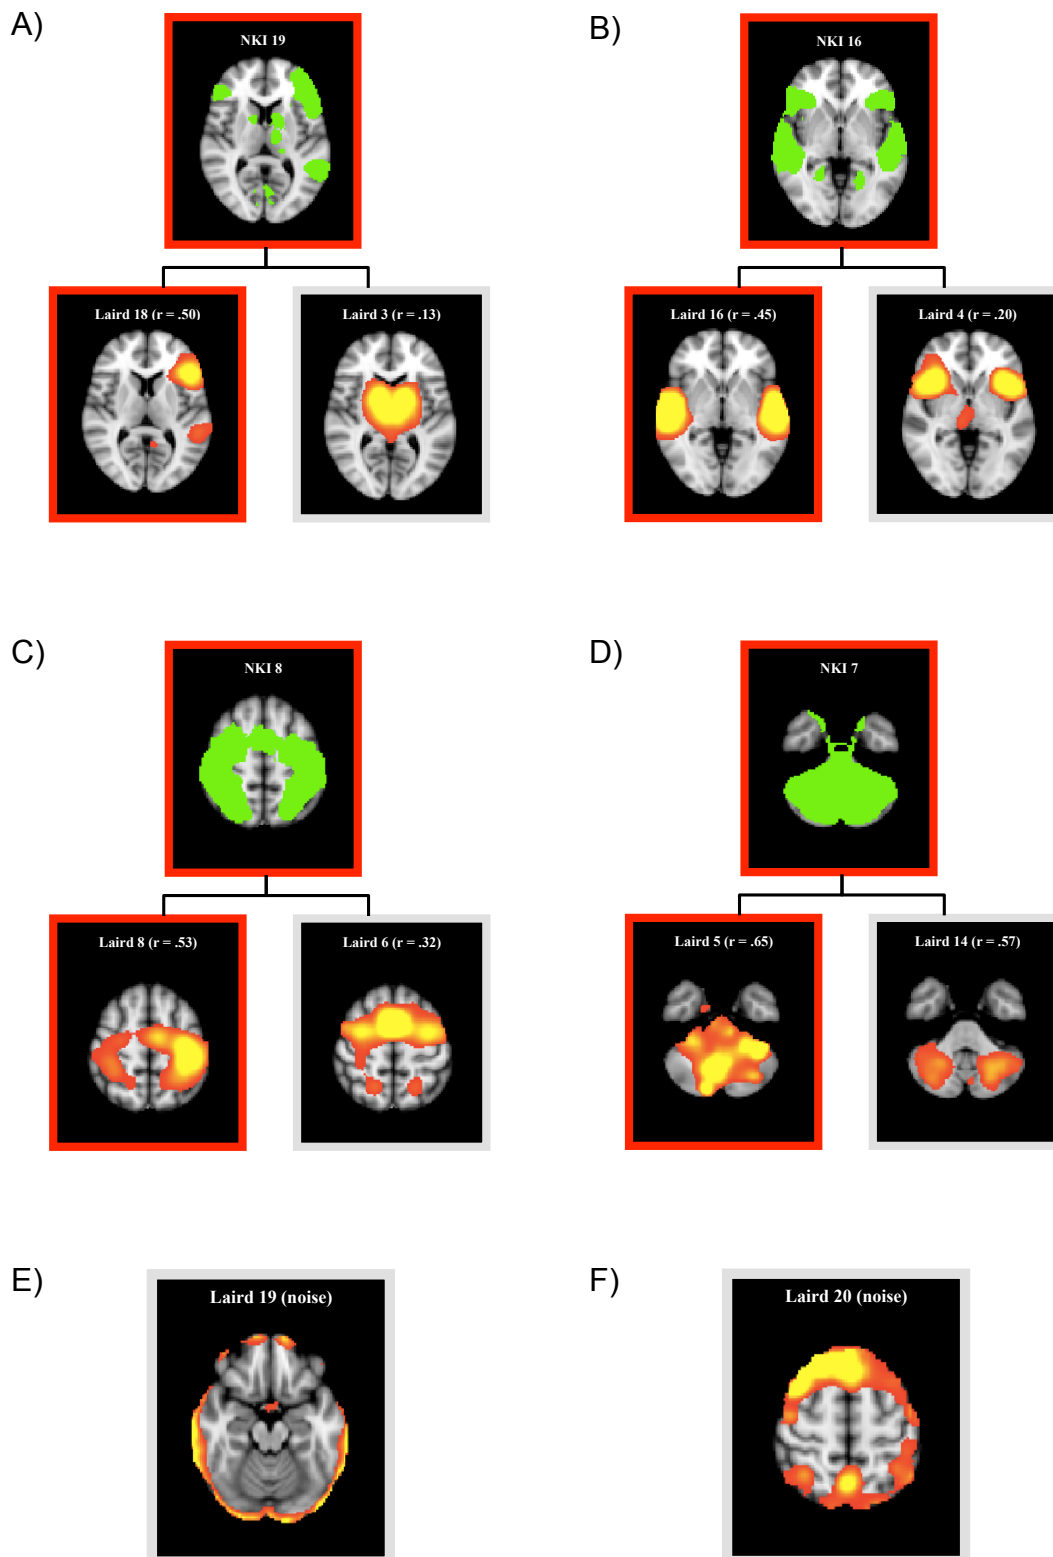 A)
NKI 19
Laird 18 (r = .50)
Laird 3 (r = .13)
B)
NKI 16
Laird 16 (r = .45)
Laird 4 (r = .20)
C)
NKI 8
Laird 8 (r = .53)
Laird 6 (r = .32)
D)
NKI 7
Laird 5 (r = .65)
Laird 14 (r = .57)
E)
Laird 19 (noise)
F)
Laird 20 (noise)